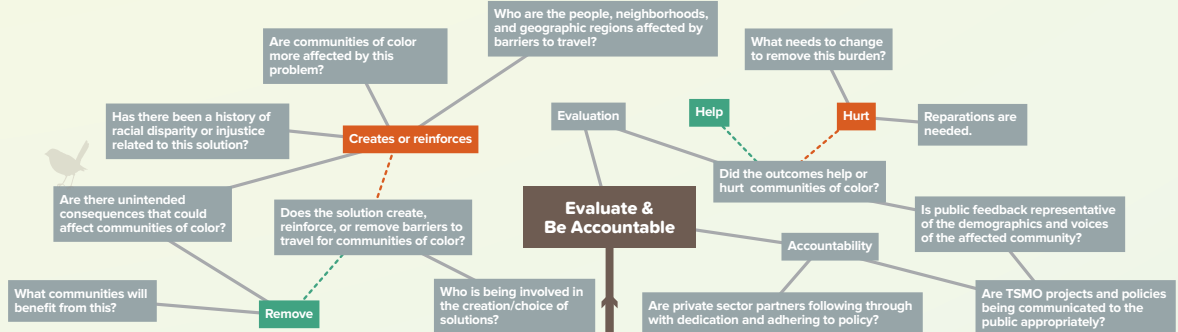 Who are the people, neighborhoods,
and geographic regions affected by
barriers to travel?
Are communities of color
more affected by this
problem?
What needs to change
to remove this burden?
Has there been a history of
racial disparity or injustice
related to this solution?
Creates or reinforces
Evaluation
Help
Hurt
Reparations are
needed.
Did the outcomes help or
hurt communities of color?
Are there unintended
consequences that could
affect communities of color?
Does the solution create,
reinforce, or remove barriers to
travel for communities of color?
Evaluate &
Be Accountable
Is public feedback representative
of the demographics and voices
of the affected community?
Accountability
What communities will
benefit from this?
Remove
Who is being involved in
the creation/choice of
solutions?
Are private sector partners following through
with dedication and adhering to policy?
Are TSMO projects and policies
being communicated to the
public appropriately?